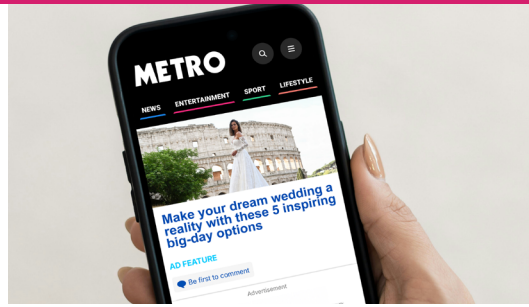 METRO
NEWS ENTERTAINMENT SPORT LIFESTYLE
Make your dream wedding a
reality with these 5 inspiring
big-day options
AD FEATURE
Be first to comment
Advertisement